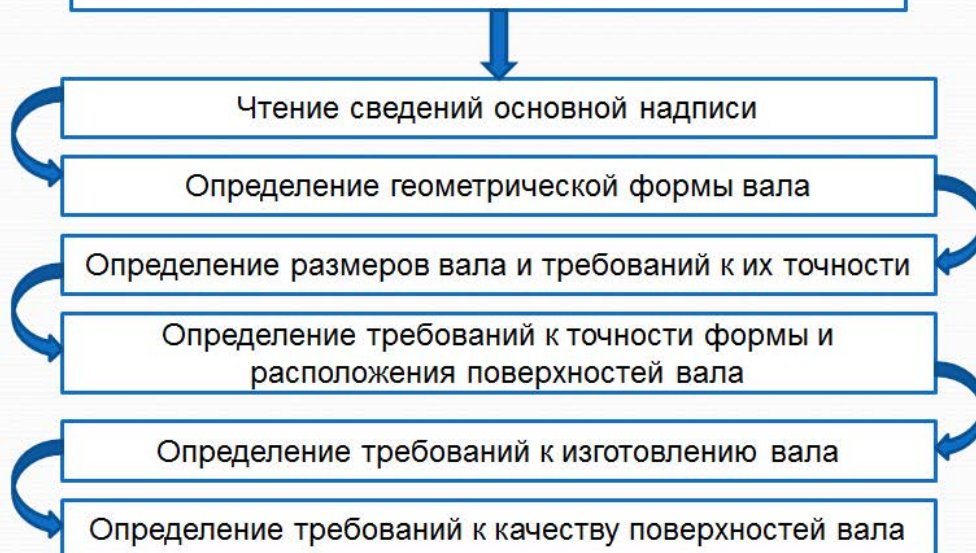 Чтение сведений основной надписи
Определение геометрической формы вала
Определение размеров вала и требований к их точности
Определение требований к точности формы и
расположения поверхностей вала
Определение требований к изготовлению вала
Определение требований к качеству поверхностей вала